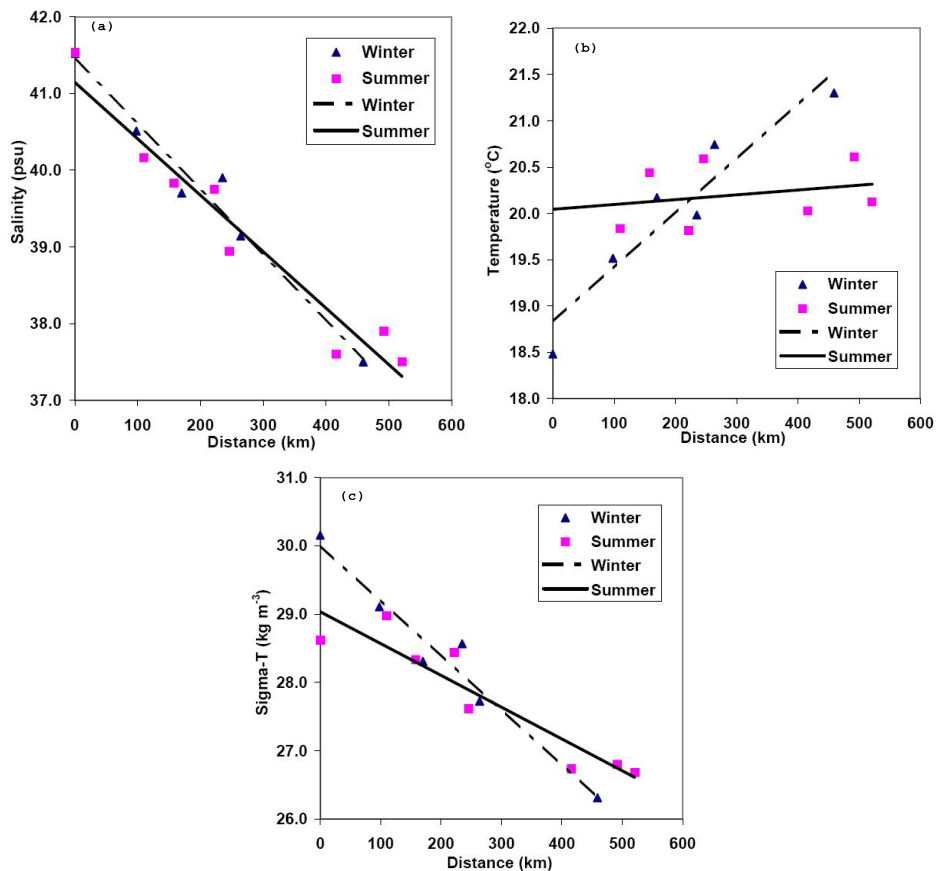 (a)
42.0
41.0
40.0
39.0
38.0
37.0
Salinity (psu)
0 100 200 300 400 500 600
Distance (km)
Winter
Summer
Winter
Summer
(b)
22.0
21.5
21.0
20.5
20.0
19.5
19.0
18.5
18.0
Temperature (°C)
0 100 200 300 400 500 600
Distance (km)
Winter
Summer
Winter
Summer
(c)
31.0
30.0
29.0
28.0
27.0
26.0
Sigma-T (kg m⁻³)
0 100 200 300 400 500 600
Distance (km)
Winter
Summer
Winter
Summer